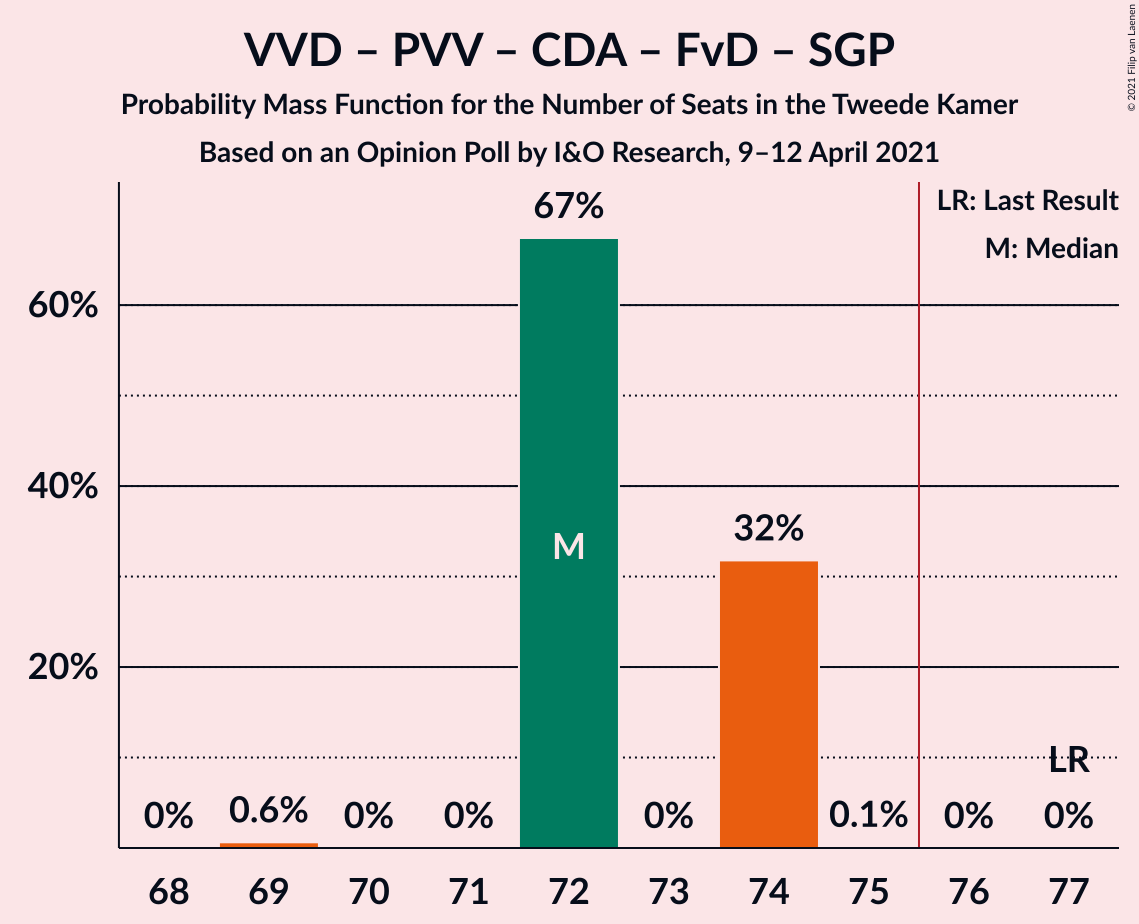 VVD – PVV – CDA – FvD – SGP
Probability Mass Function for the Number of Seats in the Tweede Kamer
Based on an Opinion Poll by I&O Research, 9–12 April 2021
© 2021 Filip van Laenen
LR: Last Result
M: Median
60%
40%
20%
0%
0.6%
0%
0%
67%
M
0%
32%
0.1%
0%
LR
0%
68 69 70 71 72 73 74 75 76 77